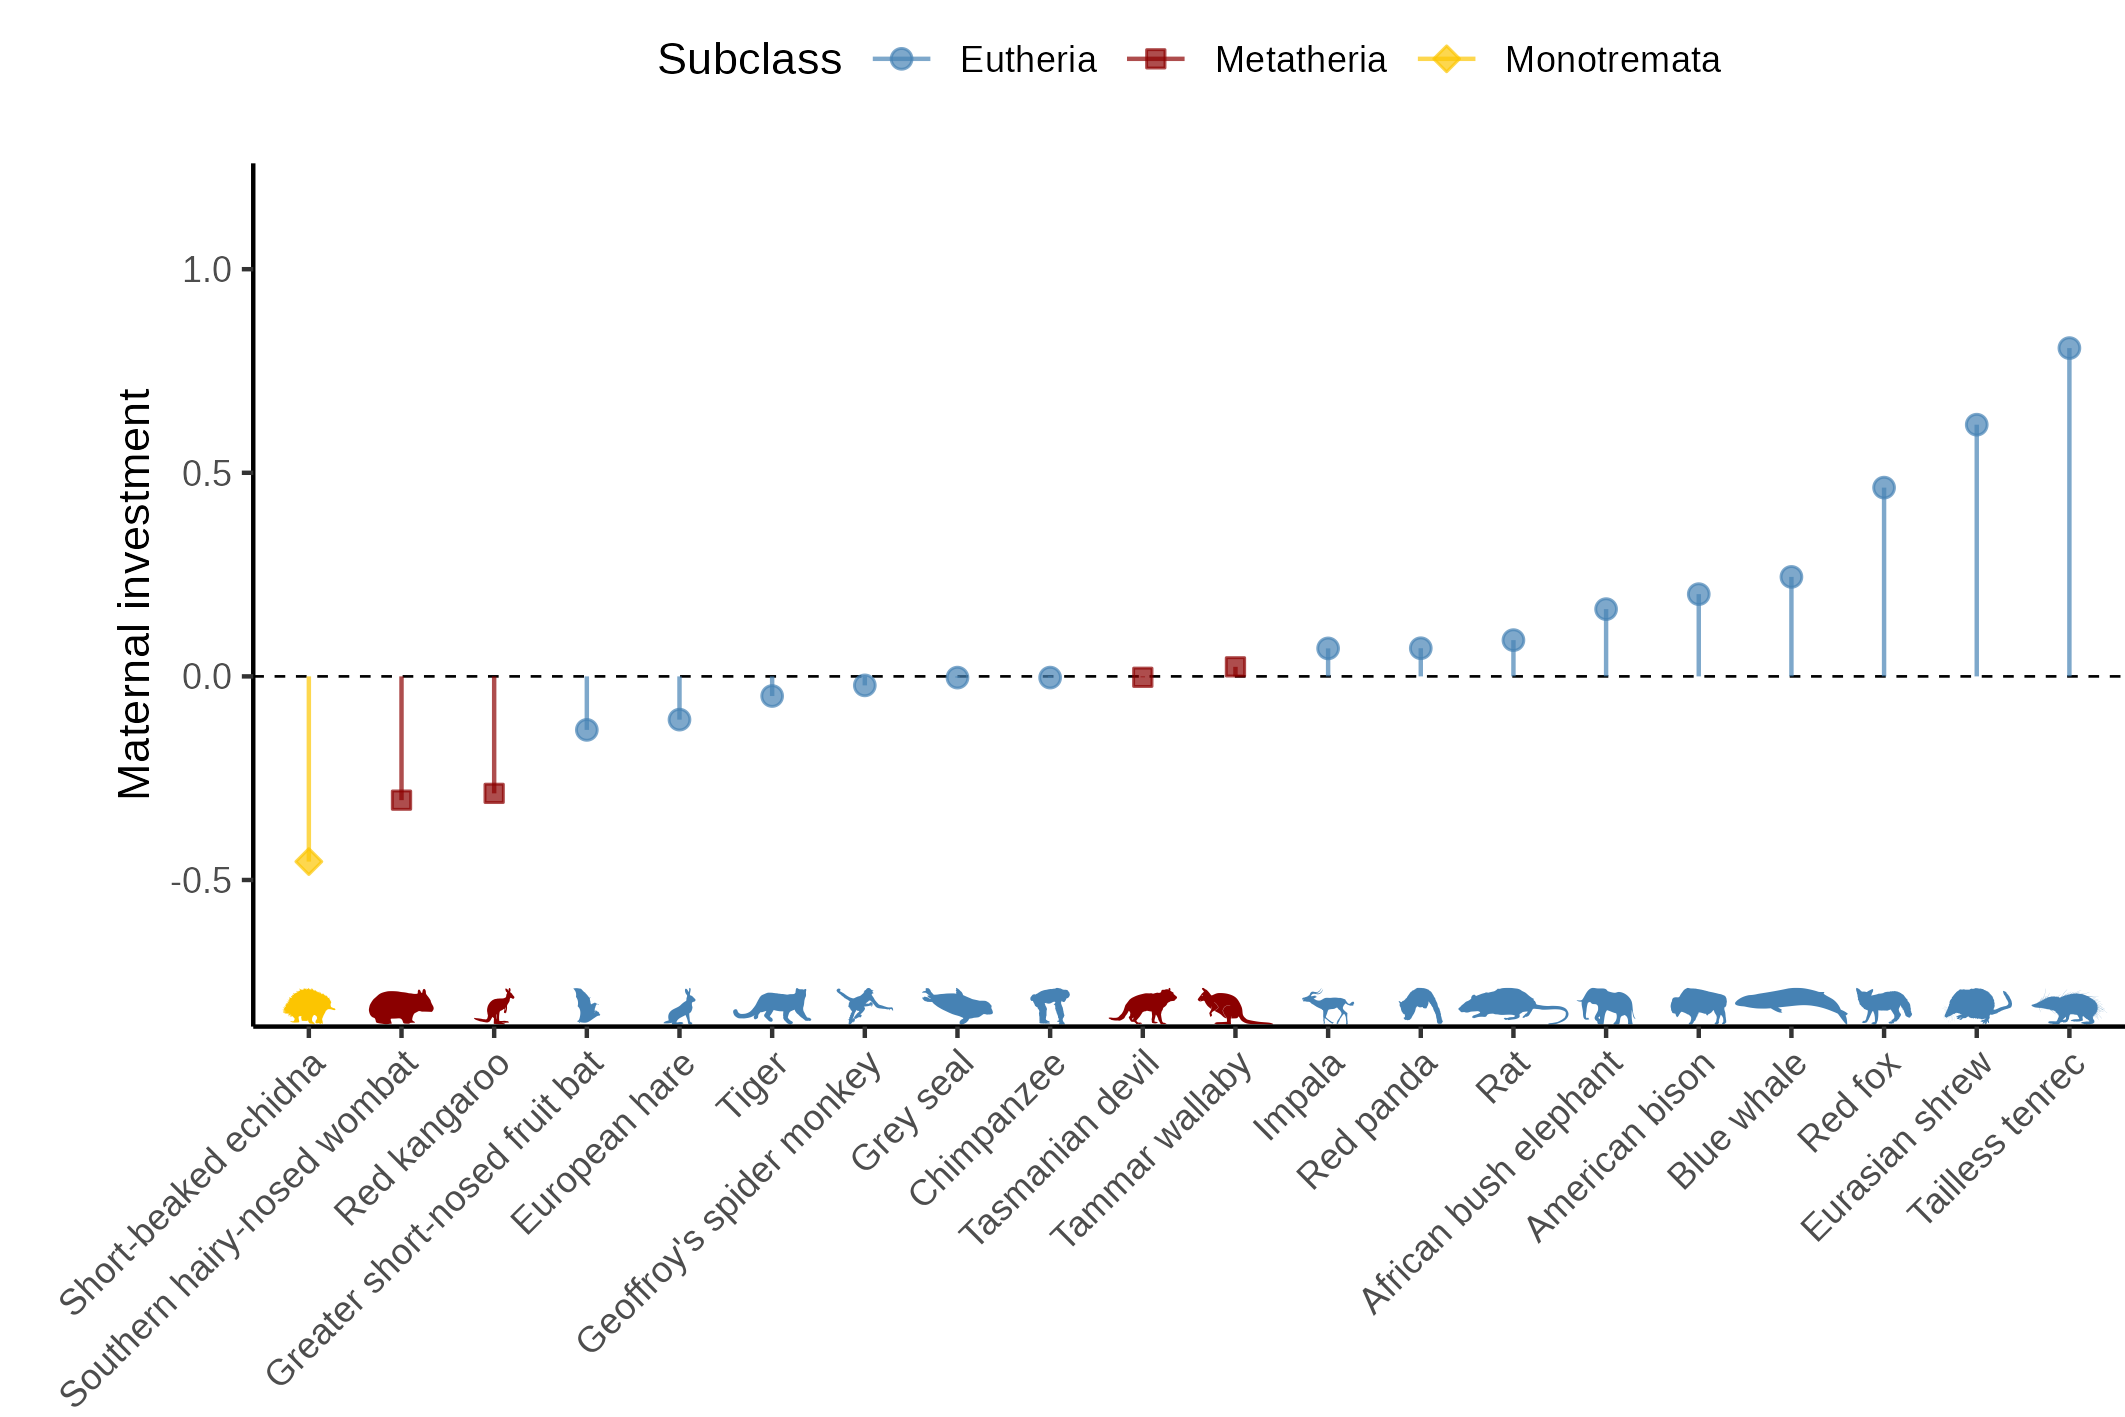 Subclass Eutheria Metatheria Monotremata
Maternal investment
1.0
0.5
0.0
-0.5
Short-beaked echidna
Southern hairy-nosed wombat
Red kangaroo
Greater short-nosed fruit bat
European hare
Tiger
Geoffroy's spider monkey
Grey seal
Chimpanzee
Tasmanian devil
Tammar wallaby
Impala
Red panda
Rat
African bush elephant
American bison
Blue whale
Red fox
Eurasian shrew
Tailless tenrec